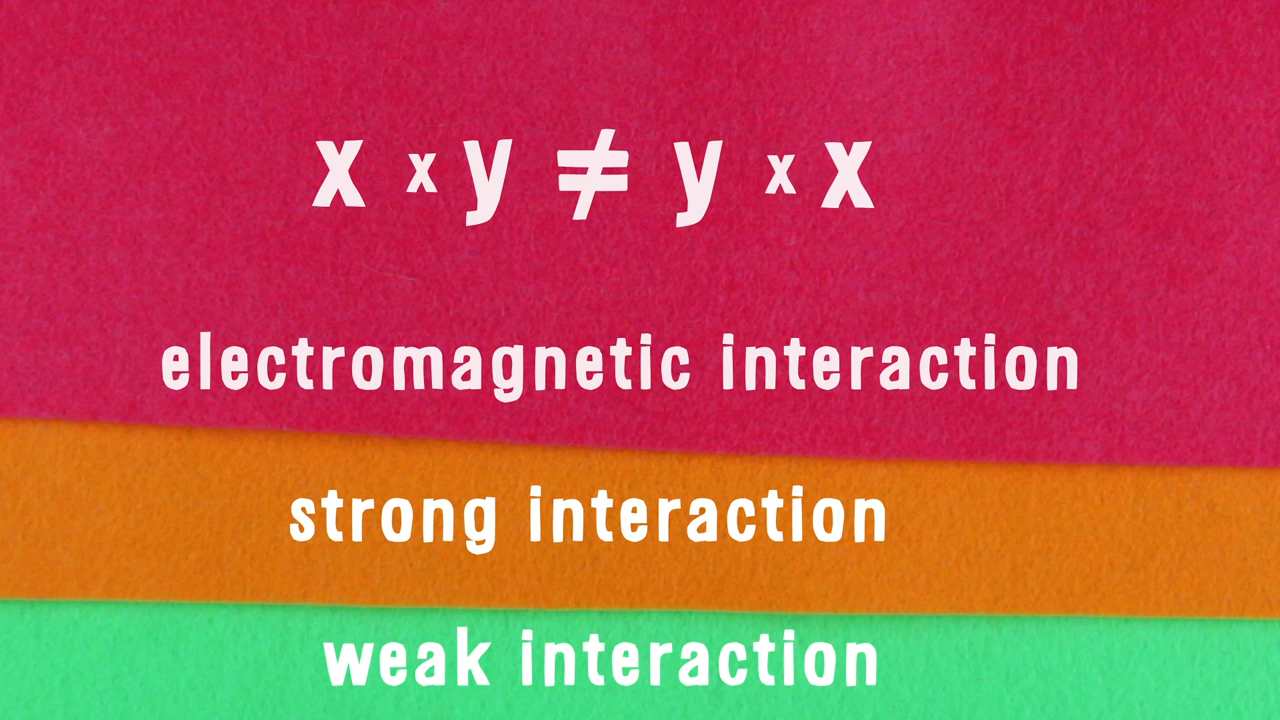 x x y ≠ y x x
electromagnetic interaction
strong interaction
weak interaction